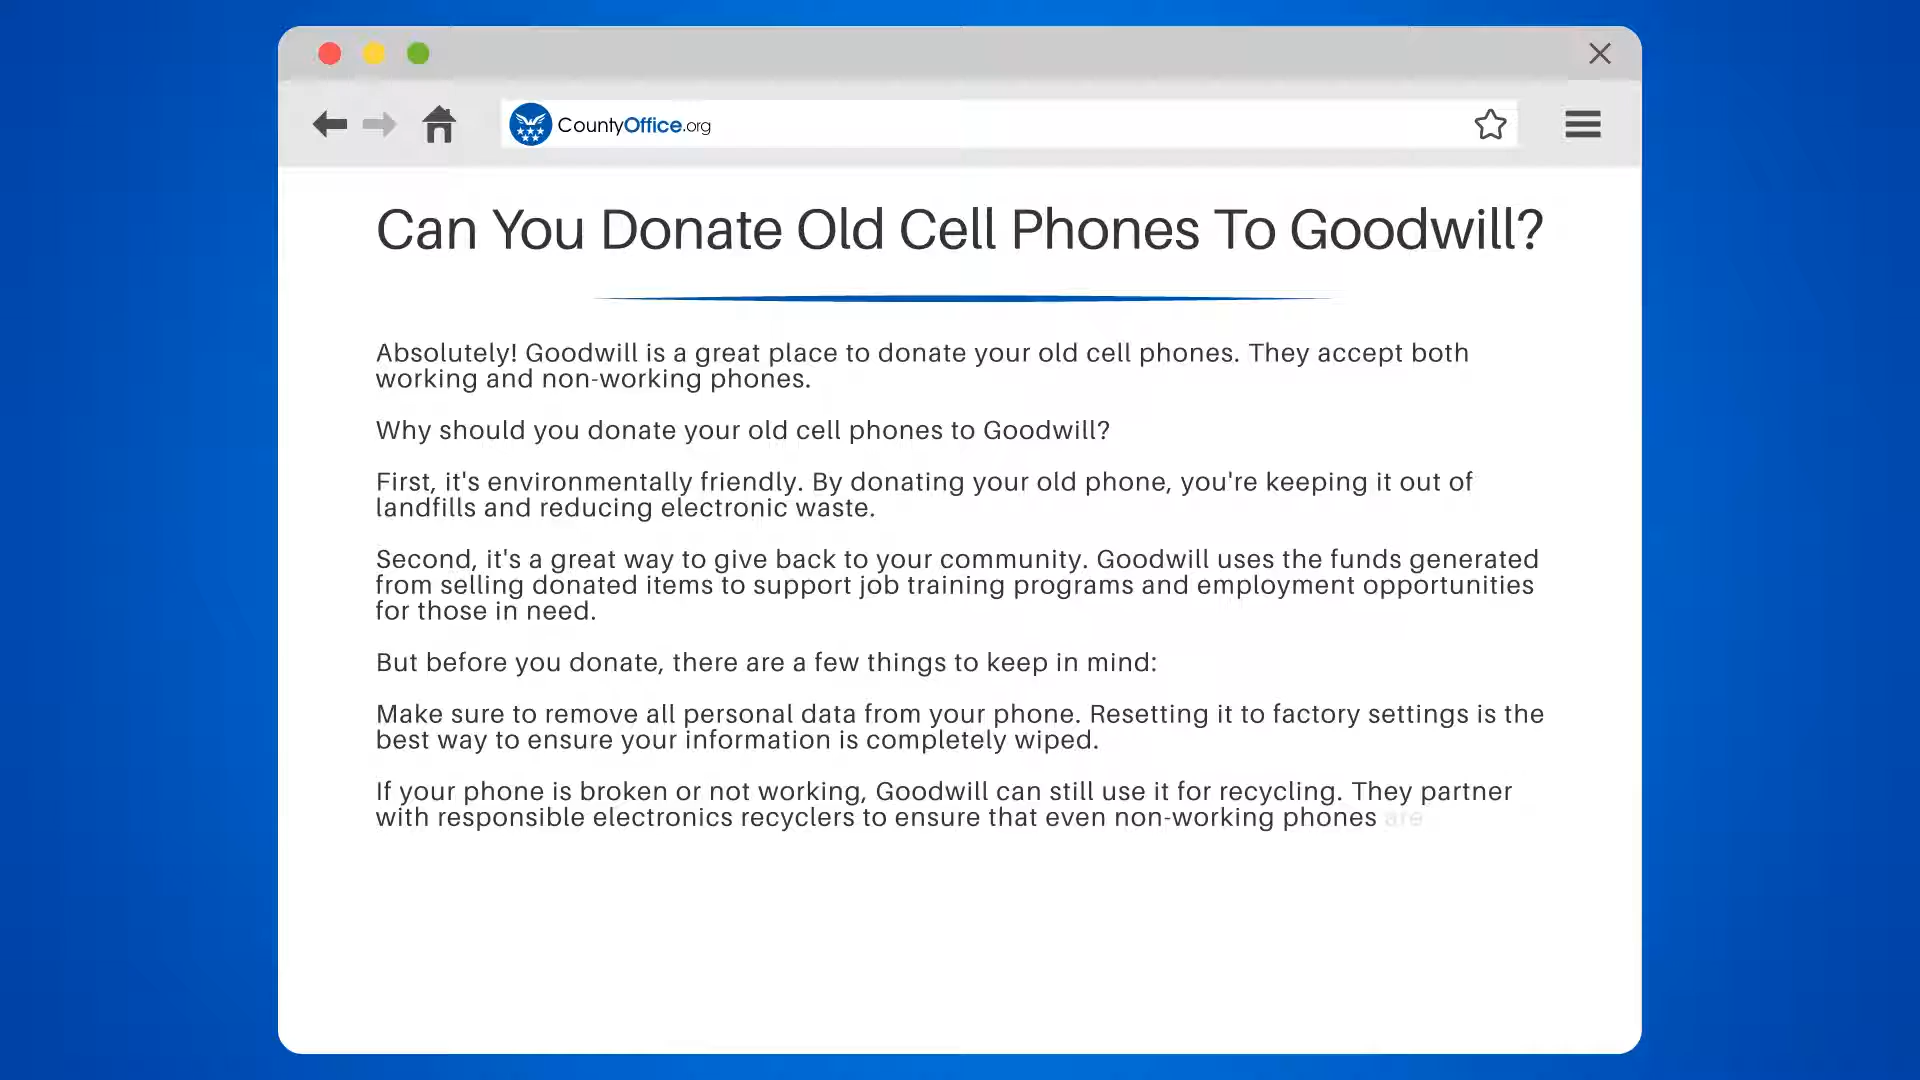 CountyOffice.org
Can You Donate Old Cell Phones To Goodwill?
Absolutely! Goodwill is a great place to donate your old cell phones. They accept both
working and non-working phones.
Why should you donate your old cell phones to Goodwill?
First, it's environmentally friendly. By donating your old phone, you're keeping it out of
landfills and reducing electronic waste.
Second, it's a great way to give back to your community. Goodwill uses the funds generated
from selling donated items to support job training programs and employment opportunities
for those in need.
But before you donate, there are a few things to keep in mind:
Make sure to remove all personal data from your phone. Resetting it to factory settings is the
best way to ensure your information is completely wiped.
If your phone is broken or not working, Goodwill can still use it for recycling. They partner
with responsible electronics recyclers to ensure that even non-working phones are